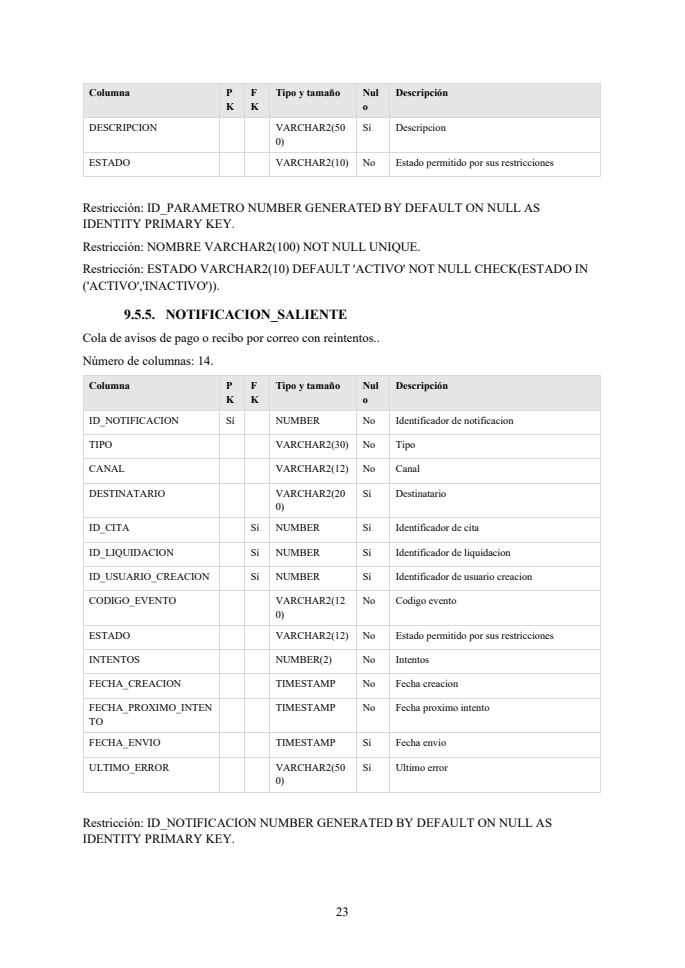 Columna P F Tipo y tamaño Nul Descripción
K K o
DESCRIPCION VARCHAR2(50 Sí Descripcion
0)
ESTADO VARCHAR2(10) No Estado permitido por sus restricciones
Restricción: ID_PARAMETRO NUMBER GENERATED BY DEFAULT ON NULL AS
IDENTITY PRIMARY KEY.
Restricción: NOMBRE VARCHAR2(100) NOT NULL UNIQUE.
Restricción: ESTADO VARCHAR2(10) DEFAULT 'ACTIVO' NOT NULL CHECK(ESTADO IN
('ACTIVO','INACTIVO')).
9.5.5. NOTIFICACION_SALIENTE
Cola de avisos de pago o recibo por correo con reintentos..
Número de columnas: 14.
Columna P F Tipo y tamaño Nul Descripción
K K o
ID_NOTIFICACION Sí NUMBER No Identificador de notificacion
TIPO VARCHAR2(30) No Tipo
CANAL VARCHAR2(12) No Canal
DESTINATARIO VARCHAR2(20 Sí Destinatario
0)
ID_CITA Sí NUMBER Sí Identificador de cita
ID_LIQUIDACION Sí NUMBER Sí Identificador de liquidacion
ID_USUARIO_CREACION Sí NUMBER Sí Identificador de usuario creacion
CODIGO_EVENTO VARCHAR2(12 No Codigo evento
0)
ESTADO VARCHAR2(12) No Estado permitido por sus restricciones
INTENTOS NUMBER(2) No Intentos
FECHA_CREACION TIMESTAMP No Fecha creacion
FECHA_PROXIMO_INTEN TIMESTAMP No Fecha proximo intento
TO
FECHA_ENVIO TIMESTAMP Sí Fecha envio
ULTIMO_ERROR VARCHAR2(50 Sí Ultimo error
0)
Restricción: ID_NOTIFICACION NUMBER GENERATED BY DEFAULT ON NULL AS
IDENTITY PRIMARY KEY.
23